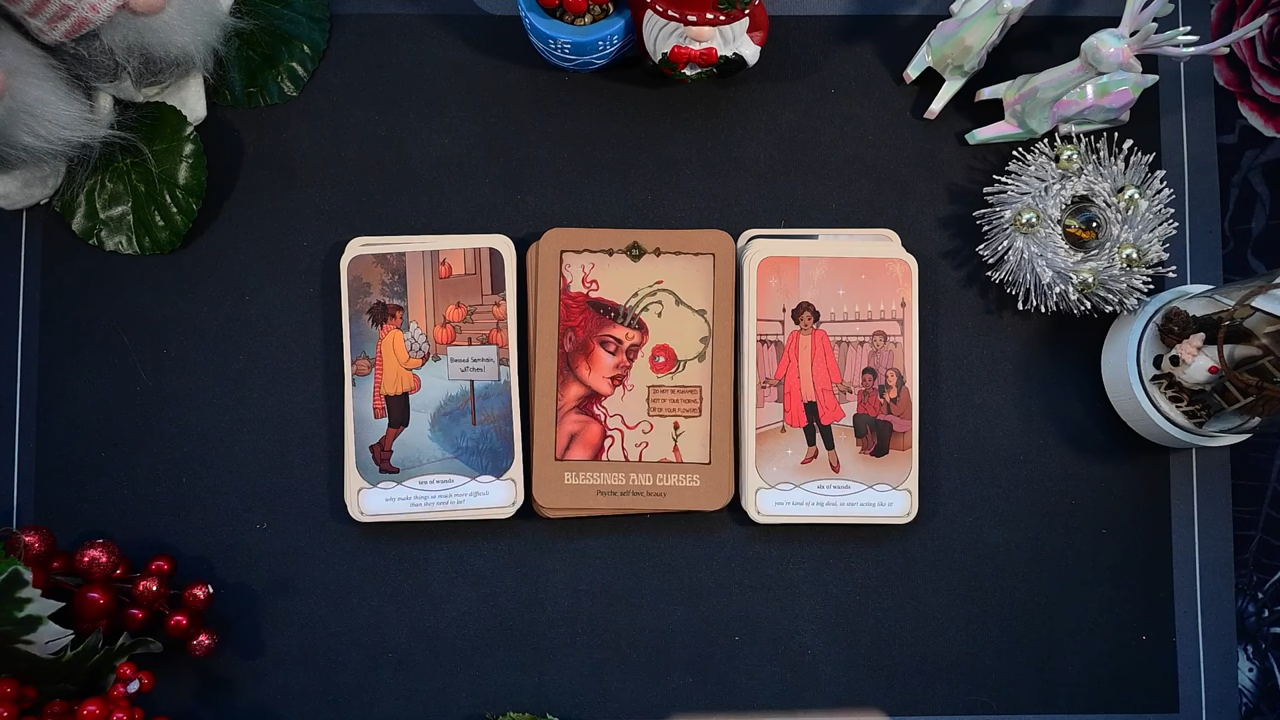 Blessed Samhain,
Witches!
ten of wands
why make things so much more difficult
than they need to be?
21
DO NOT BE ASHAMED,
NOT OF YOUR THORNS,
OR OF YOUR FLOWERS
BLESSINGS AND CURSES
Psyche, self-love, beauty
six of wands
you're kind of a big deal, so start acting like it!